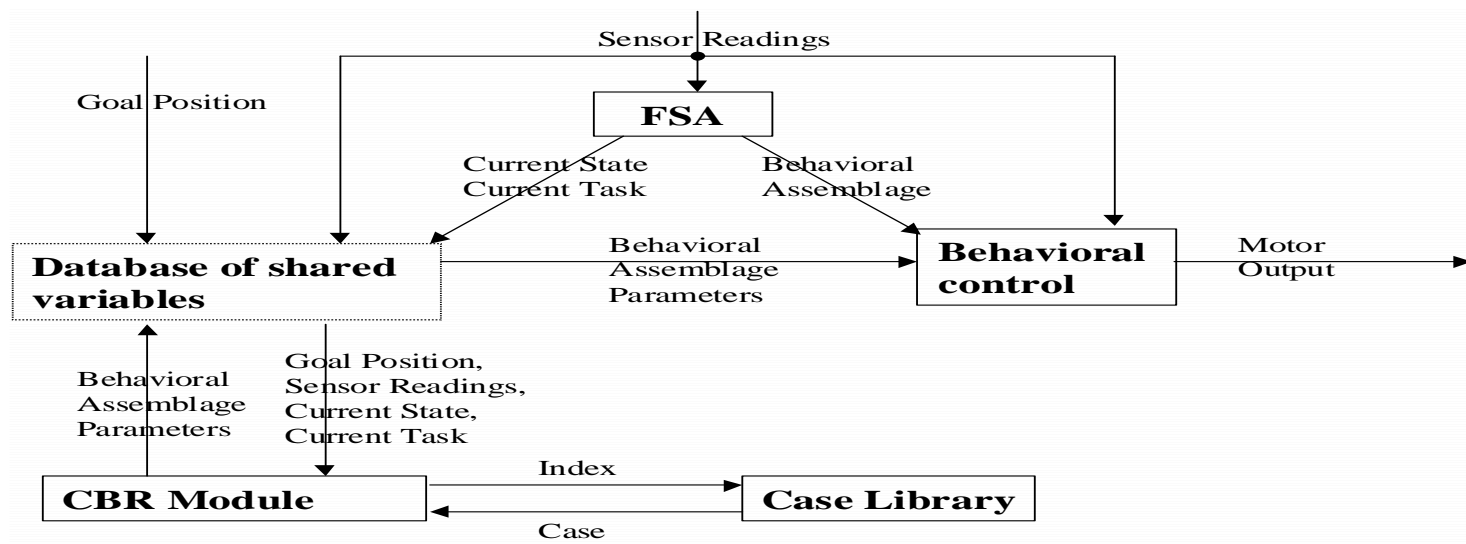 Sensor Readings
Goal Position
FSA
Current State
Current Task
Behavioral
Assemblage
Database of shared
variables
Behavioral
Assemblage
Parameters
Behavioral
control
Motor
Output
Behavioral
Assemblage
Parameters
Goal Position,
Sensor Readings,
Current State,
Current Task
CBR Module
Index
Case
Case Library